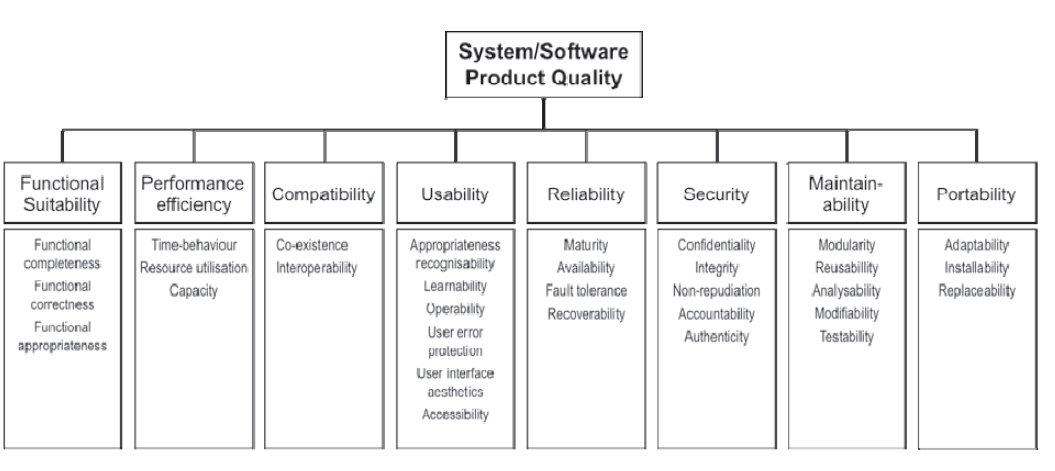 System/Software
Product Quality
Functional
Suitability
Performance
efficiency
Compatibility
Usability
Reliability
Security
Maintain-
ability
Portability
Functional
completeness
Functional
correctness
Functional
appropriateness
Time-behaviour
Resource utilisation
Capacity
Co-existence
Interoperability
Appropriateness
recognisability
Learnability
Operability
User error
protection
User interface
aesthetics
Accessibility
Maturity
Availability
Fault tolerance
Recoverability
Confidentiality
Integrity
Non-repudiation
Accountability
Authenticity
Modularity
Reusabillity
Analysability
Modifiability
Testability
Adaptability
Installability
Replaceability